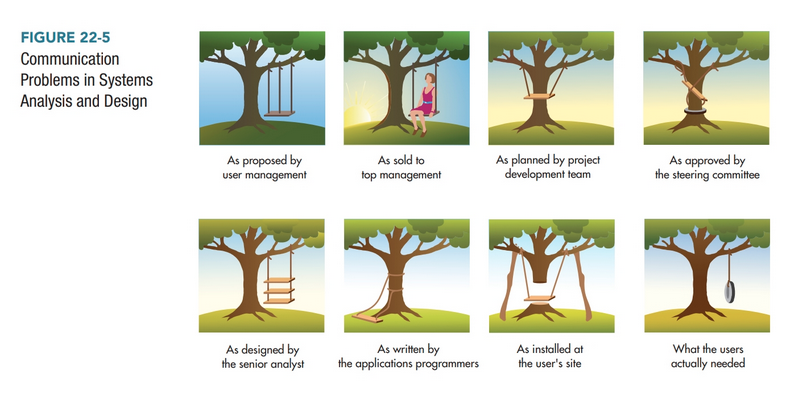 FIGURE 22-5
Communication
Problems in Systems
Analysis and Design
As proposed by
user management
As sold to
top management
As planned by project
development team
As approved by
the steering committee
As designed by
the senior analyst
As written by
the applications programmers
As installed at
the user's site
What the users
actually needed